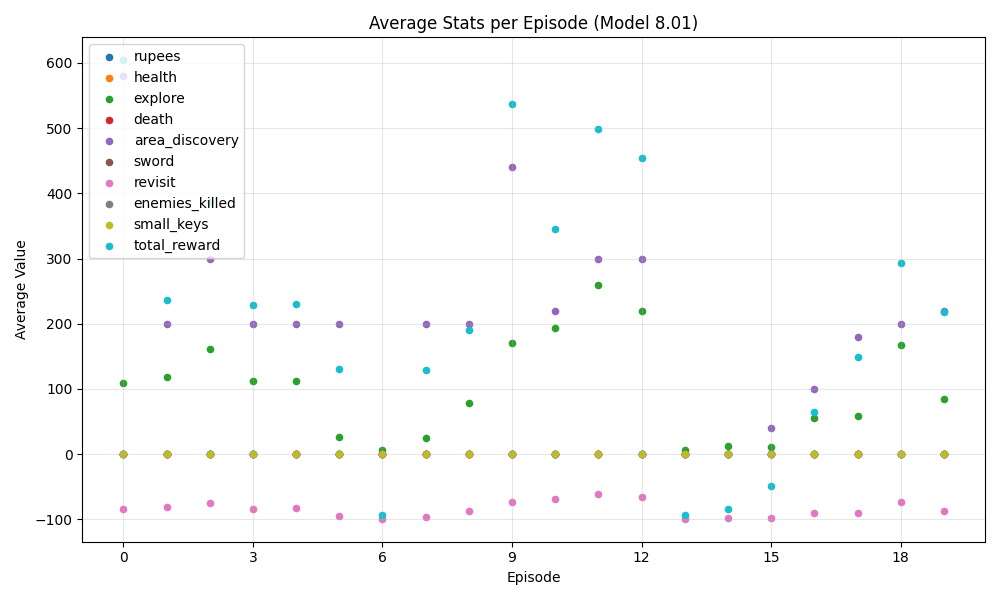 Average Stats per Episode (Model 8.01)
rupees
health
explore
death
area_discovery
sword
revisit
enemies_killed
small_keys
total_reward
600
500
400
300
200
100
0
−100
Average Value
0 3 6 9 12 15 18
Episode